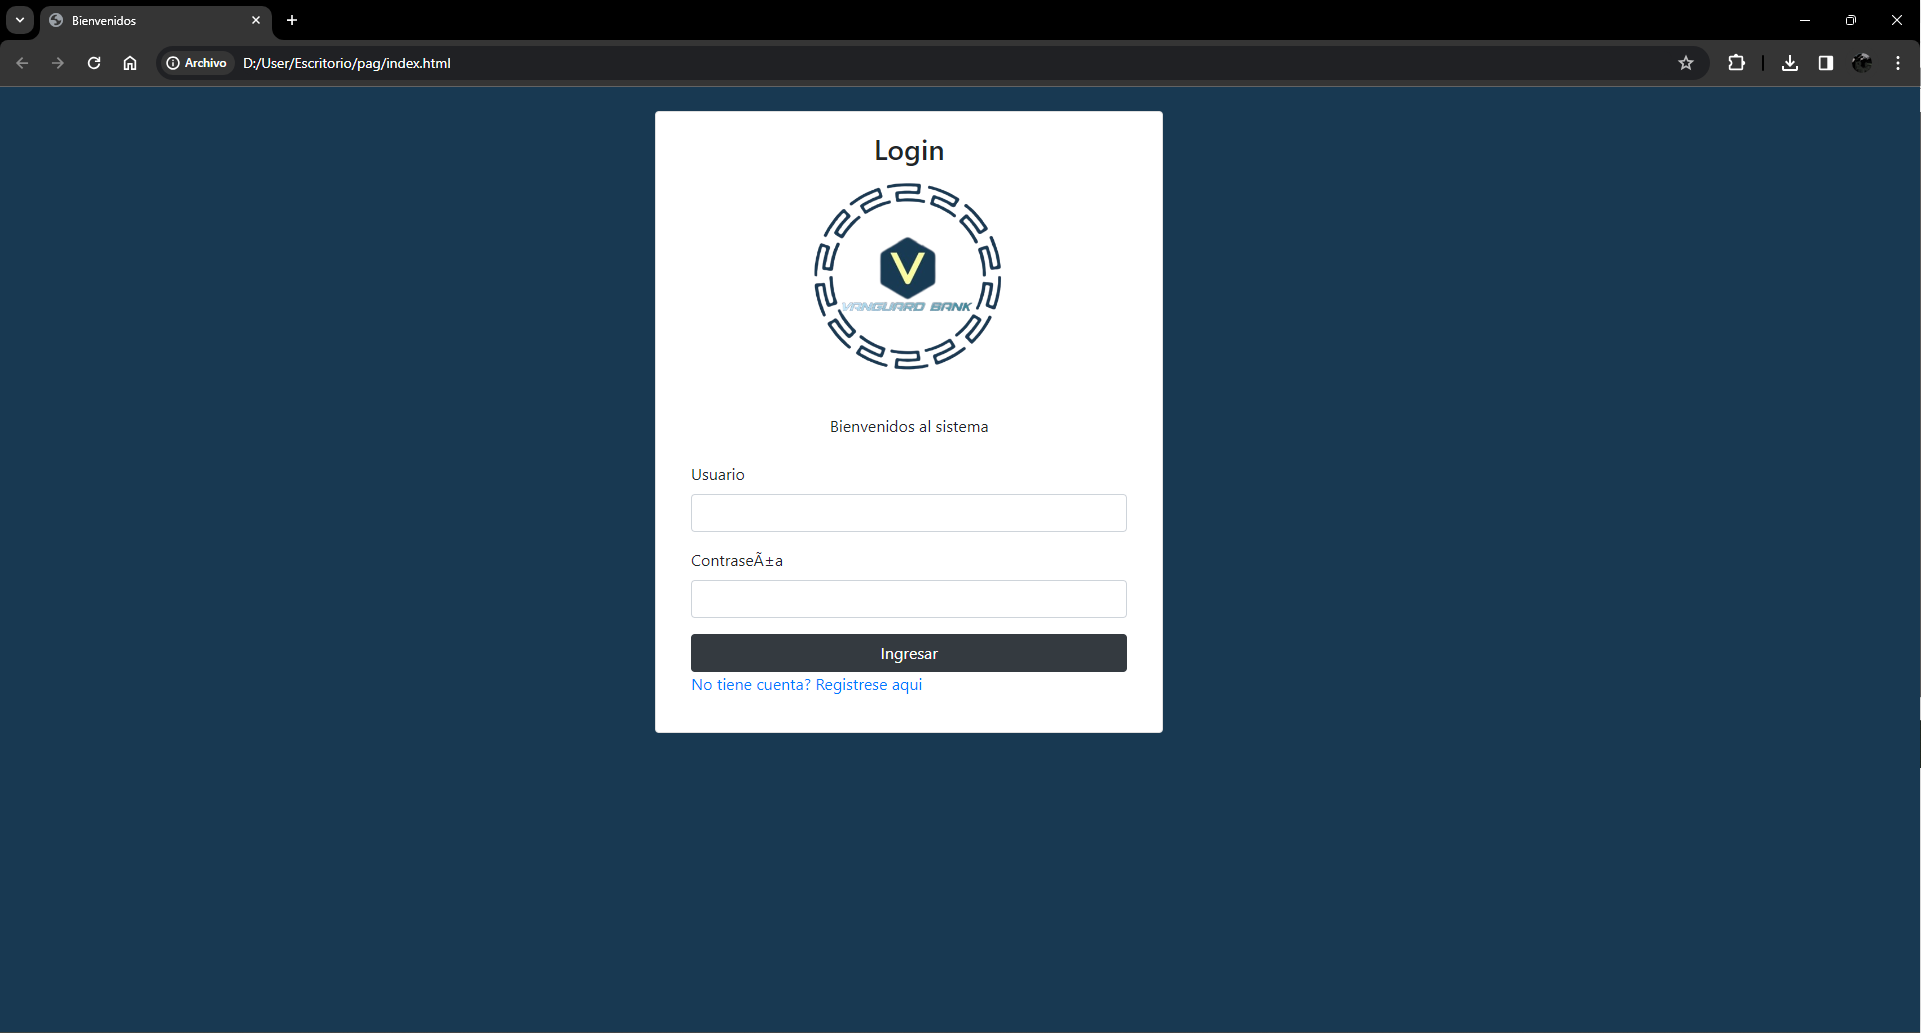 Bienvenidos
Archivo D:/User/Escritorio/pag/index.html
Login
V
VANGUARD BANK
Bienvenidos al sistema
Usuario
ContraseÃ±a
Ingresar
No tiene cuenta? Registrese aqui